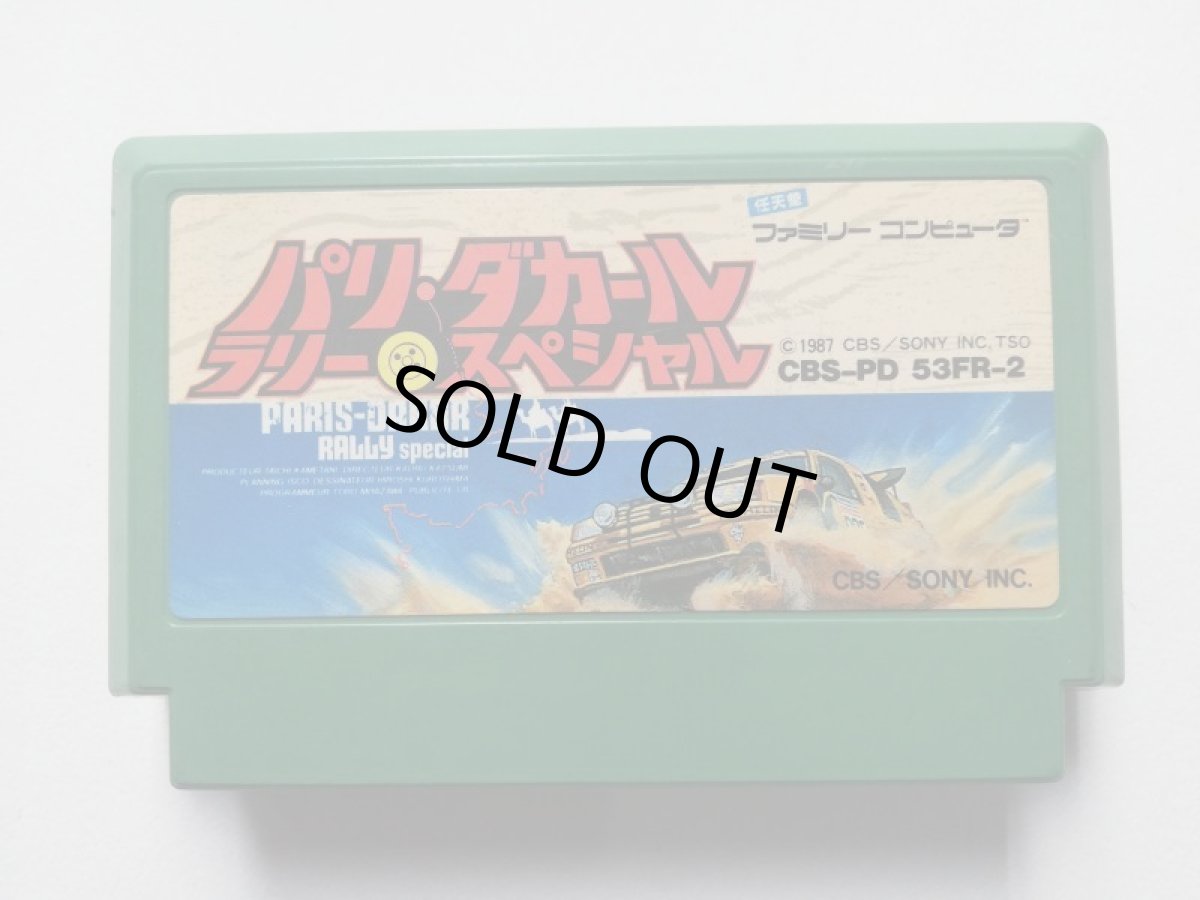 任天堂
ファミリー コンピュータ
パリ・ダカール
ラリー スペシャル
© 1987 CBS/SONY INC, TSO
CBS-PD 53FR-2
PARIS-DAKAR
RALLY special
SOLD OUT
CBS/SONY INC.